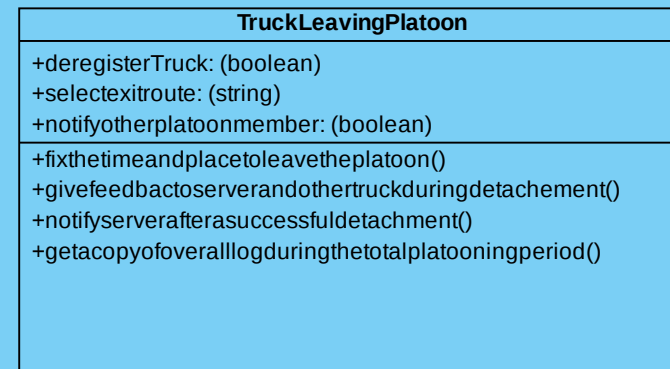 TruckLeavingPlatoon
+deregisterTruck: (boolean)
+selectexitroute: (string)
+notifyotherplatoonmember: (boolean)
+fixthetimeandplacetoleavetheplatoon()
+givefeedbactoserverandothertruckduringdetachement()
+notifyserverafterasuccessfuldetachment()
+getacopyofoveralllogduringthetotalplatooningperiod()